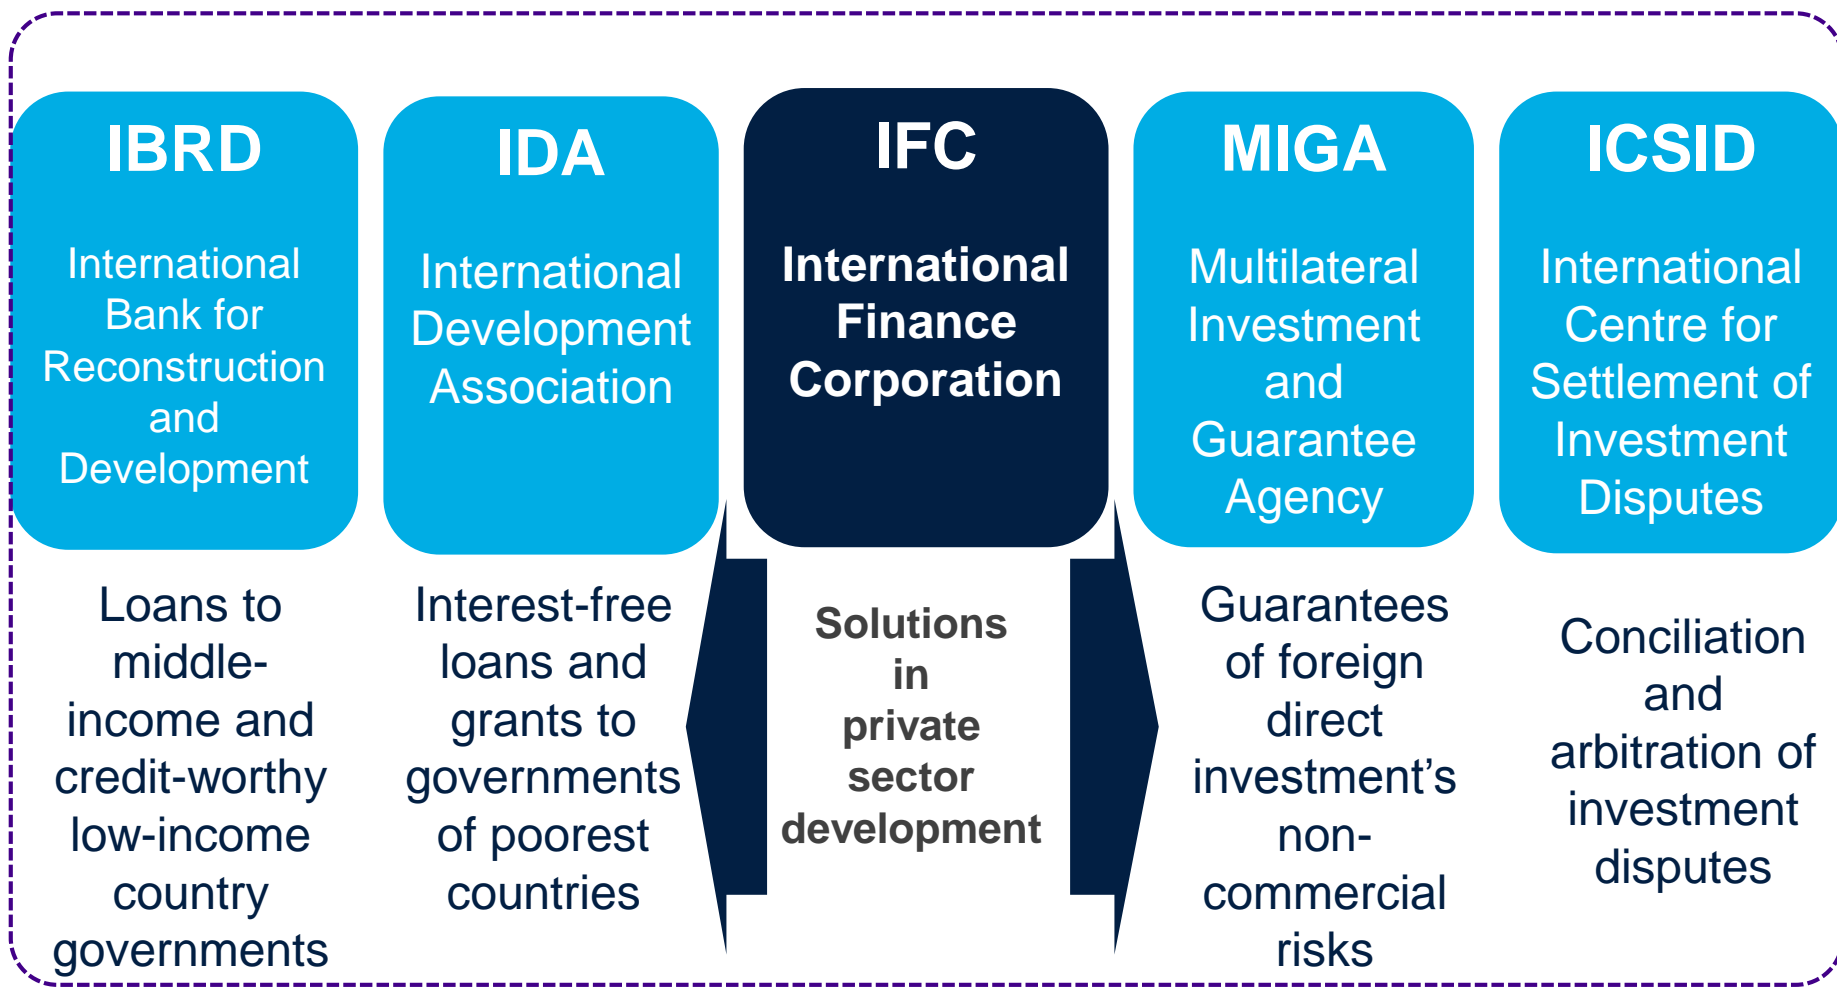 IBRD
International
Bank for
Reconstruction
and
Development
Loans to
middle-
income and
credit-worthy
low-income
country
governments
IDA
International
Development
Association
Interest-free
loans and
grants to
governments
of poorest
countries
IFC
International
Finance
Corporation
Solutions
in
private
sector
development
MIGA
Multilateral
Investment
and
Guarantee
Agency
Guarantees
of foreign
direct
investment’s
non-
commercial
risks
ICSID
International
Centre for
Settlement of
Investment
Disputes
Conciliation
and
arbitration of
investment
disputes